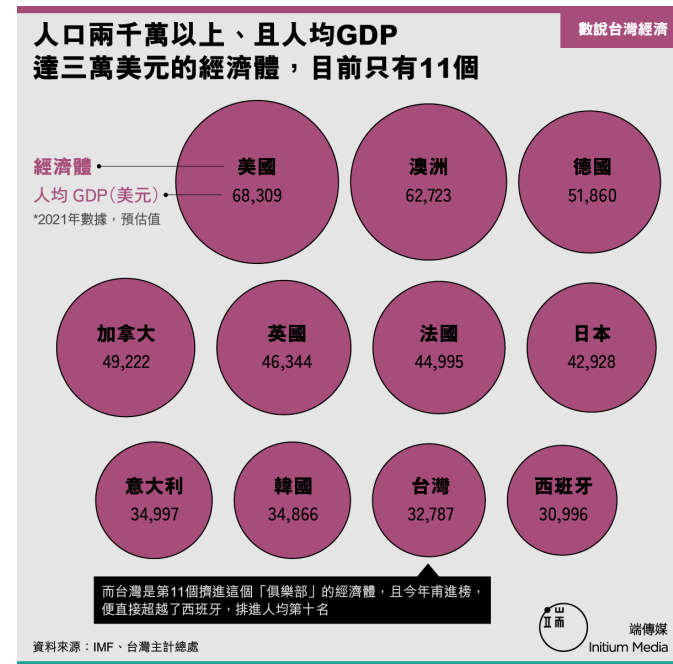 數說台灣經濟
人口兩千萬以上、且人均GDP
達三萬美元的經濟體，目前只有11個
經濟體
人均 GDP（美元）
*2021年數據，預估值
美國
68,309
澳洲
62,723
德國
51,860
加拿大
49,222
英國
46,344
法國
44,995
日本
42,928
意大利
34,997
韓國
34,866
台灣
32,787
西班牙
30,996
而台灣是第11個擠進這個「俱樂部」的經濟體，且今年甫進榜，
便直接超越了西班牙，排進人均第十名
資料來源：IMF、台灣主計總處
端傳媒
Initium Media